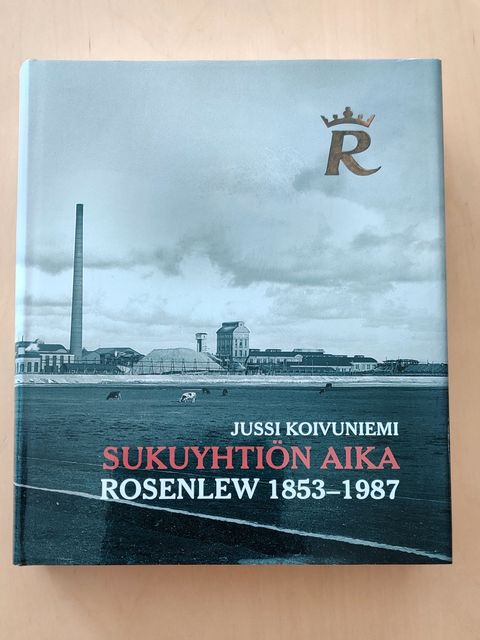 R
JUSSI KOIVUNIEMI
SUKUYHTIÖN AIKA
ROSENLEW 1853–1987